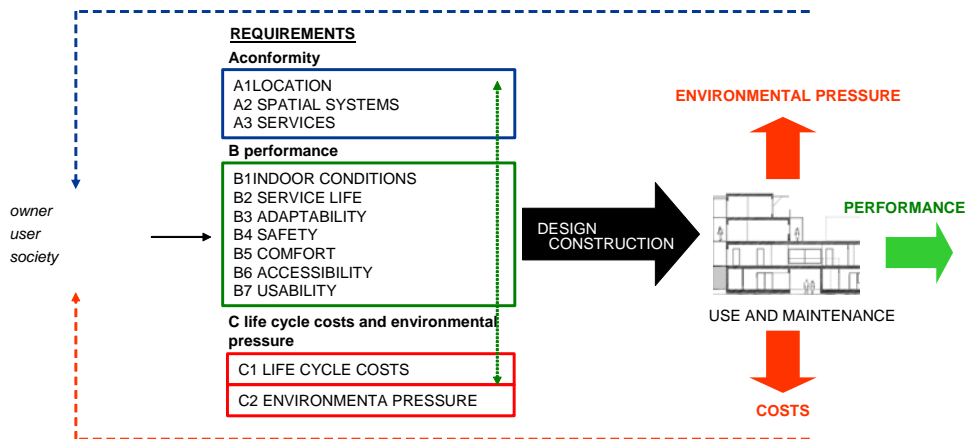 REQUIREMENTS
Aconformity
A1LOCATION
A2 SPATIAL SYSTEMS
A3 SERVICES
B performance
B1INDOOR CONDITIONS
B2 SERVICE LIFE
B3 ADAPTABILITY
B4 SAFETY
B5 COMFORT
B6 ACCESSIBILITY
B7 USABILITY
C life cycle costs and environmental
pressure
C1 LIFE CYCLE COSTS
C2 ENVIRONMENTA PRESSURE
owner
user
society
DESIGN
CONSTRUCTION
ENVIRONMENTAL PRESSURE
PERFORMANCE
USE AND MAINTENANCE
COSTS